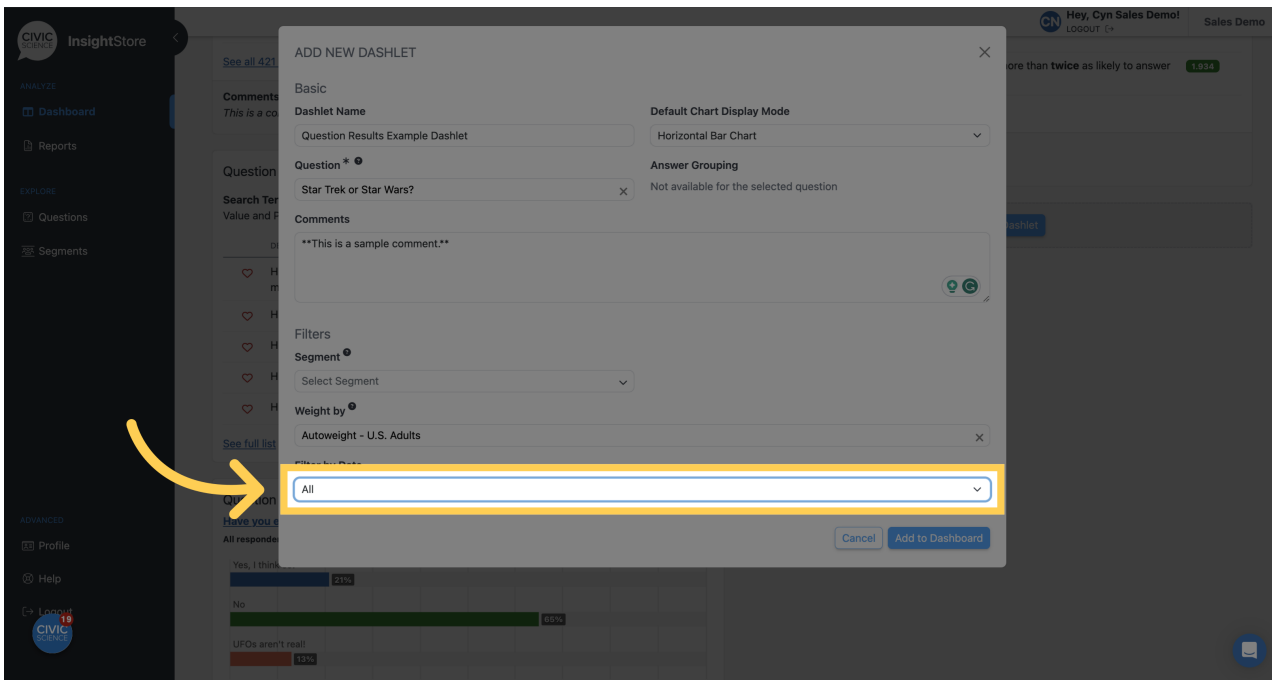 CIVIC
SCIENCE
InsightStore
CN
Hey, Cyn Sales Demo!
LOGOUT
Sales Demo
ANALYZE
Dashboard
Reports
EXPLORE
Questions
Segments
ADVANCED
Profile
Help
Logout
19
CIVIC
SCIENCE
See all 421
Comments
This is a co
ore than twice as likely to answer
1.934
Question
Search Ter
Value and P
H
m
H
H
H
H
See full list
ashlet
ADD NEW DASHLET
Basic
Dashlet Name
Default Chart Display Mode
Question Results Example Dashlet
Horizontal Bar Chart
Question *
Answer Grouping
Star Trek or Star Wars?
Not available for the selected question
Comments
**This is a sample comment.**
Filters
Segment
Select Segment
Weight by
Autoweight - U.S. Adults
Filter by Date
All
Cancel
Add to Dashboard
Question
Have you e
All responde
Yes, I think
21%
No
65%
UFOs aren't real!
13%